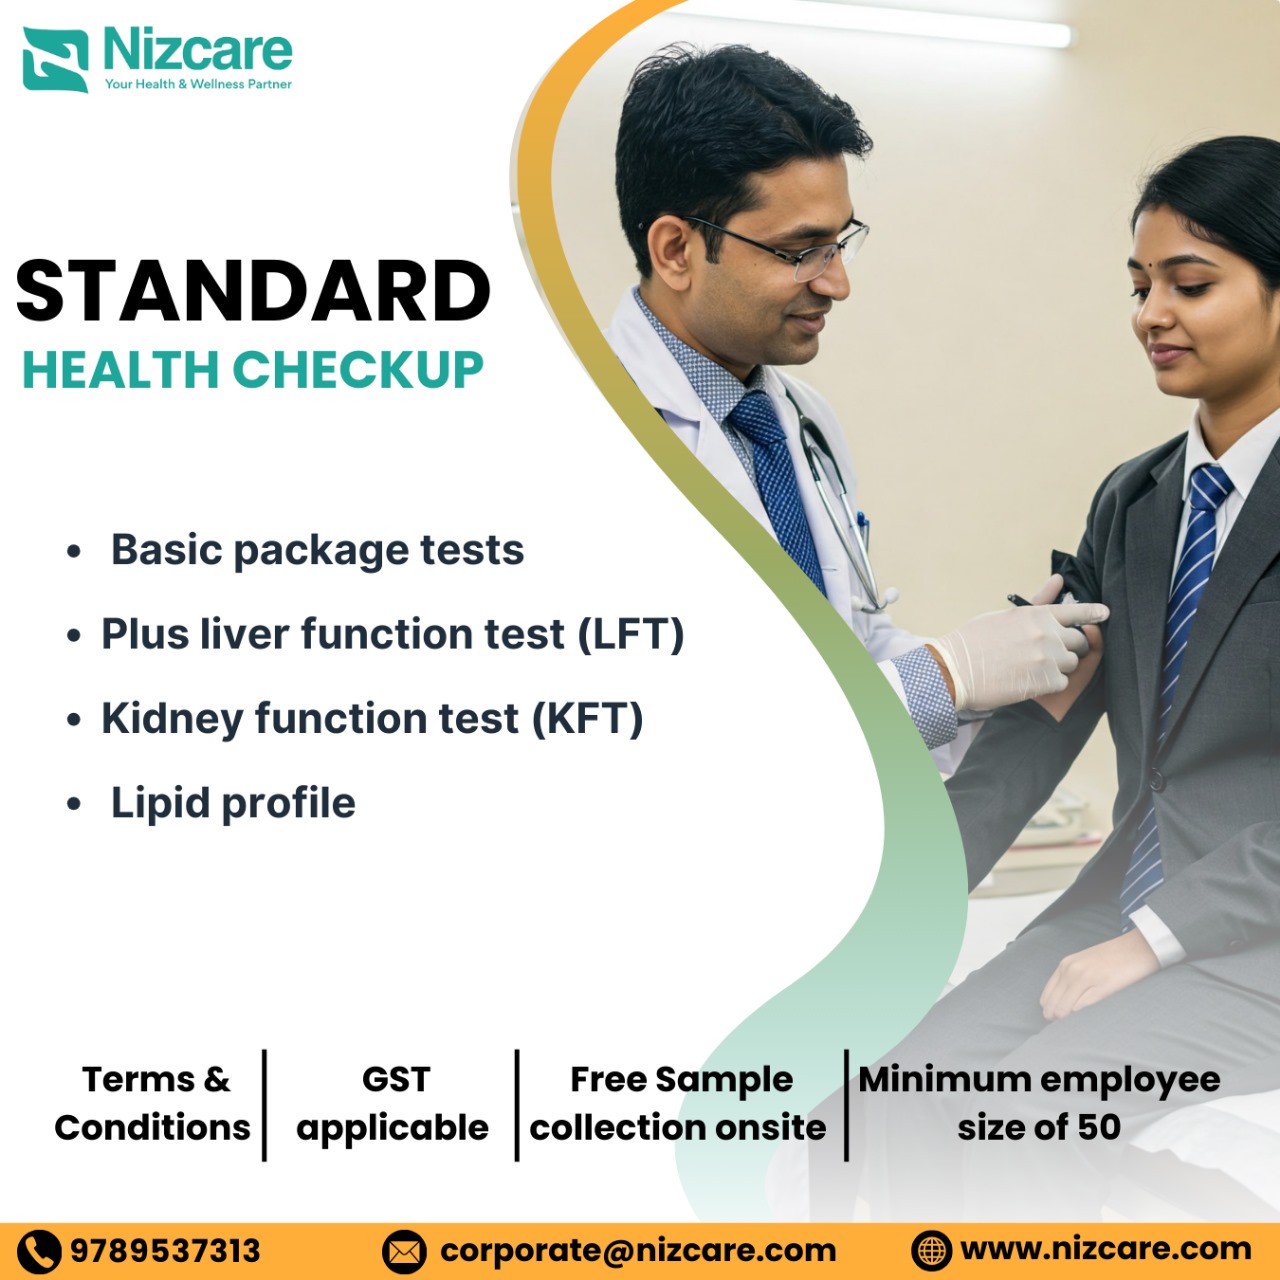 Nizcare
Your Health & Wellness Partner
STANDARD
HEALTH CHECKUP
• Basic package tests
• Plus liver function test (LFT)
• Kidney function test (KFT)
• Lipid profile
Terms &
Conditions
GST
applicable
Free Sample
collection onsite
Minimum employee
size of 50
9789537313
corporate@nizcare.com
www.nizcare.com